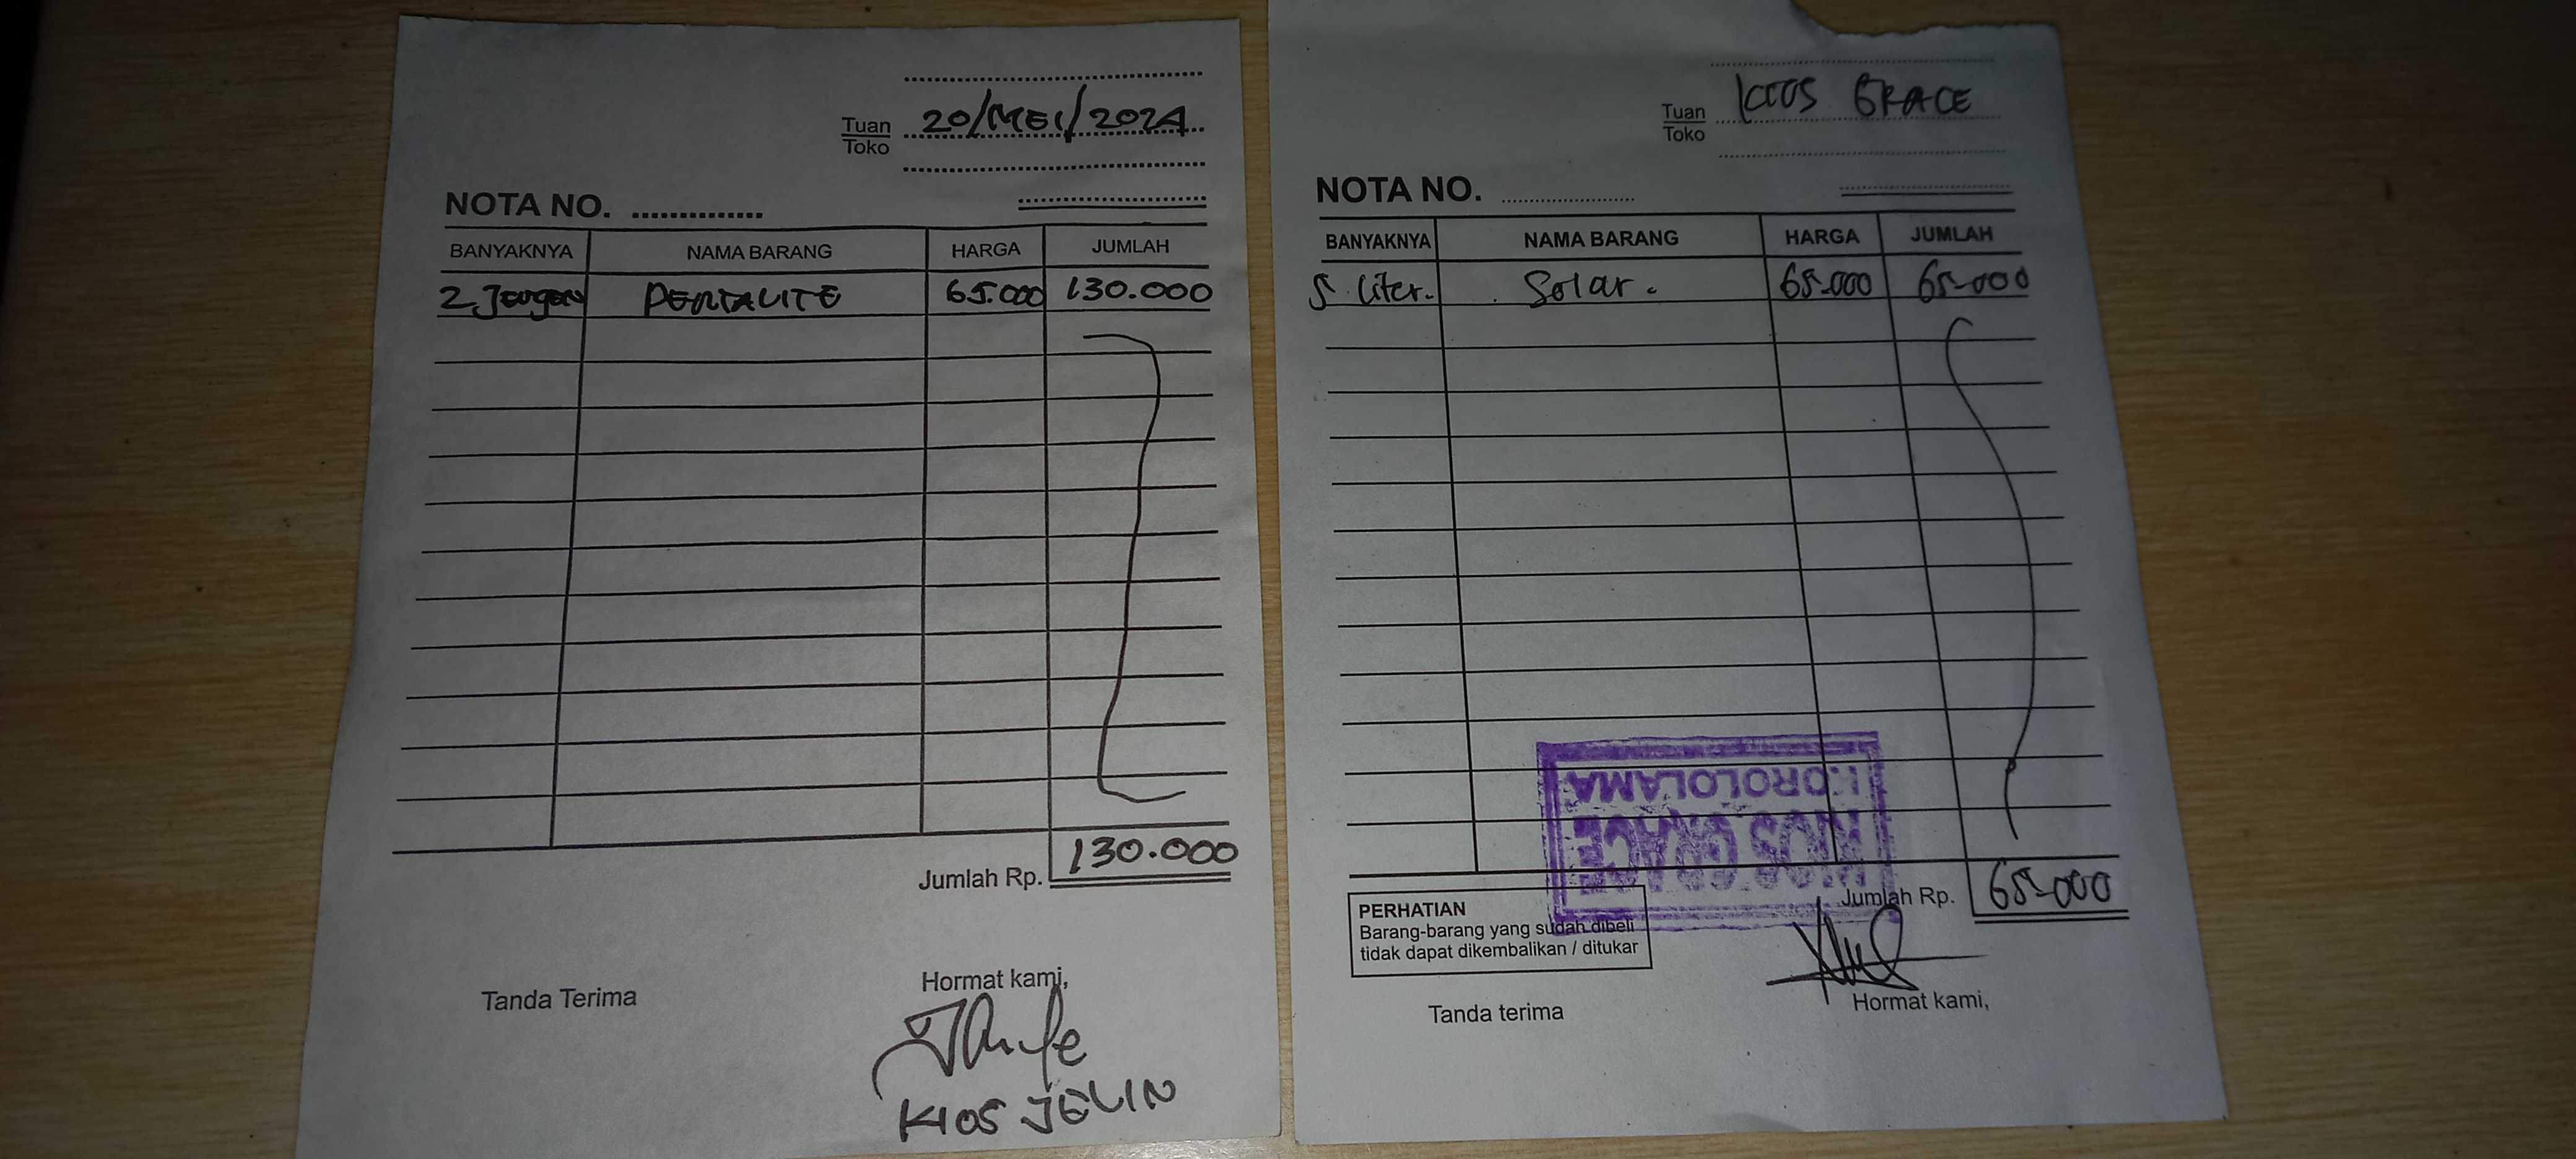 Tuan
Toko
20/MEI/2024
NOTA NO. ...............
BANYAKNYA NAMA BARANG HARGA JUMLAH
2 Jerigen PERTALITE 65.000 130.000
Jumlah Rp. 130.000
Tanda Terima Hormat kami,
KIOS JELIN
Tuan
Toko
KIOS GRACE
NOTA NO. ......................
BANYAKNYA NAMA BARANG HARGA JUMLAH
5 liter. Solar. 65.000 65.000
KIOS GRACE
KOROLOLAMA
Jumlah Rp. 65.000
PERHATIAN
Barang-barang yang sudah dibeli
tidak dapat dikembalikan / ditukar
Tanda terima Hormat kami,